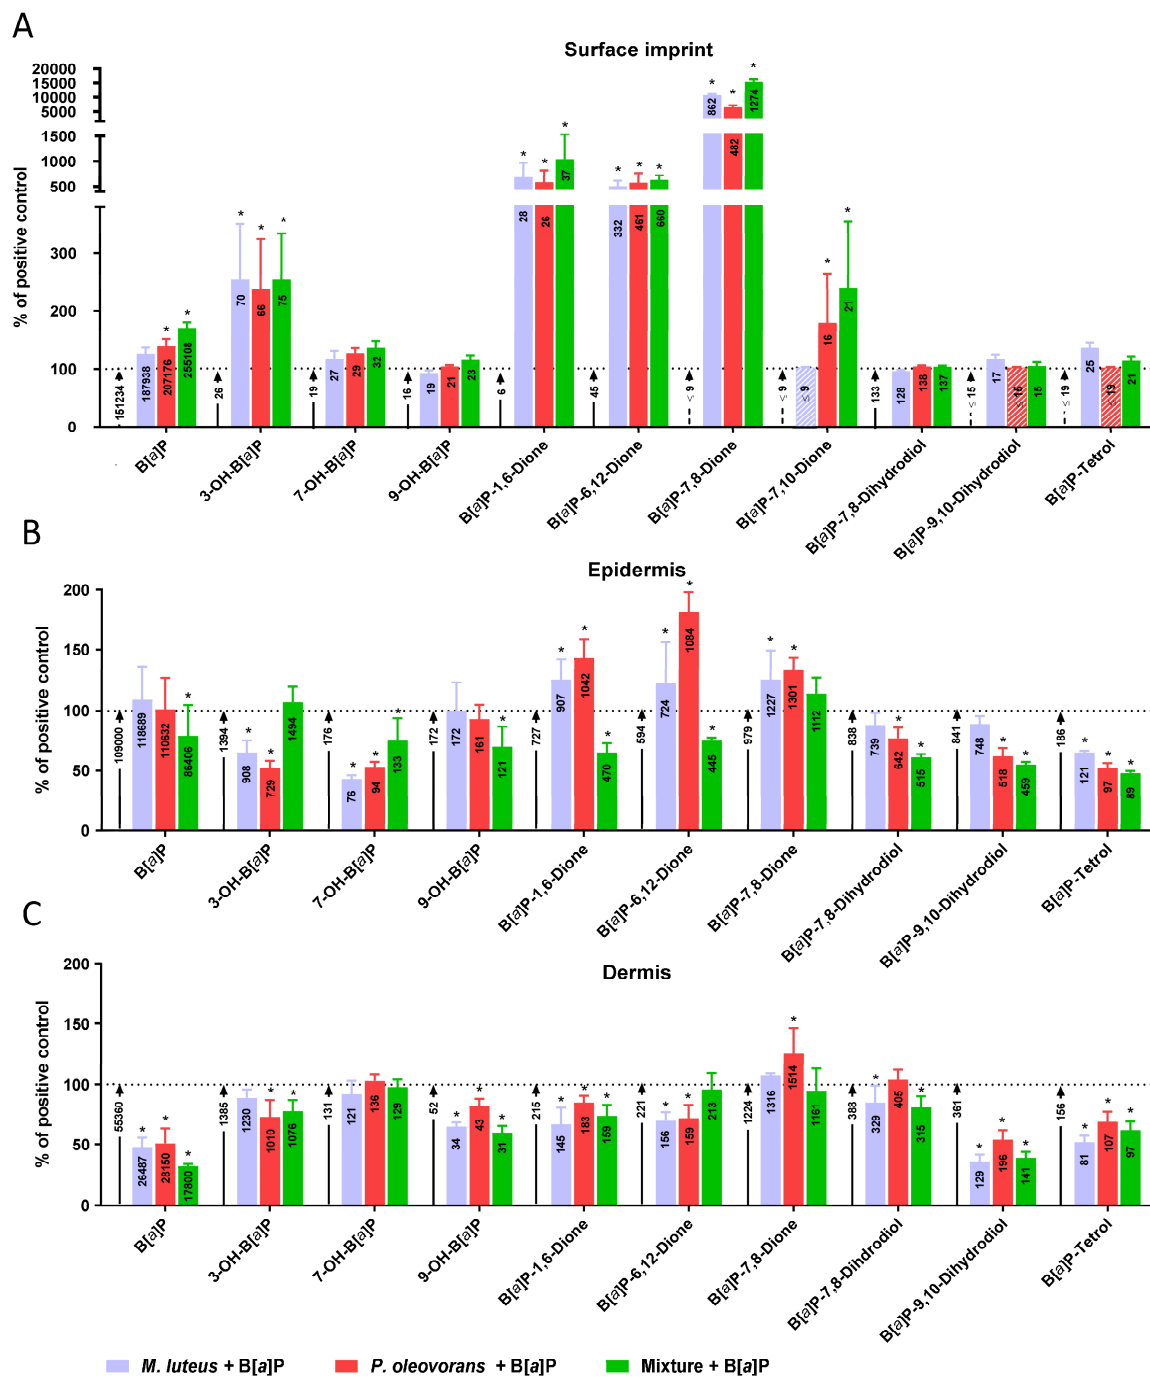 A
Surface imprint
% of positive control
20000
15000
10000
5000
1500
1000
500
300
200
100
0
151234 187938 207176 255108
26 70 66 75
19 27 29 32
16 19 21 23
6 28 26 37
45 332 461 660
≤9 862 482 1274
≤9 ≤9 16 21
133 128 138 137
≤15 17 ≤15 15
≤19 25 ≤19 21
B[a]P
3-OH-B[a]P
7-OH-B[a]P
9-OH-B[a]P
B[a]P-1,6-Dione
B[a]P-6,12-Dione
B[a]P-7,8-Dione
B[a]P-7,10-Dione
B[a]P-7,8-Dihydrodiol
B[a]P-9,10-Dihydrodiol
B[a]P-Tetrol
B
Epidermis
% of positive control
200
150
100
50
0
109000 118689 110632 86406
1394 908 729 1494
176 76 94 133
172 172 161 121
727 907 1042 470
594 724 1084 445
979 1227 1301 1112
838 739 642 515
841 748 518 459
186 121 97 89
B[a]P
3-OH-B[a]P
7-OH-B[a]P
9-OH-B[a]P
B[a]P-1,6-Dione
B[a]P-6,12-Dione
B[a]P-7,8-Dione
B[a]P-7,8-Dihydrodiol
B[a]P-9,10-Dihydrodiol
B[a]P-Tetrol
C
Dermis
% of positive control
200
150
100
50
0
55360 26487 28150 17800
1385 1230 1010 1076
131 121 136 129
52 34 43 31
215 145 183 159
221 156 159 213
1224 1316 1514 1161
388 329 405 315
361 129 196 141
156 81 107 97
B[a]P
3-OH-B[a]P
7-OH-B[a]P
9-OH-B[a]P
B[a]P-1,6-Dione
B[a]P-6,12-Dione
B[a]P-7,8-Dione
B[a]P-7,8-Dihdrodiol
B[a]P-9,10-Dihydrodiol
B[a]P-Tetrol
M. luteus + B[a]P
P. oleovorans + B[a]P
Mixture + B[a]P